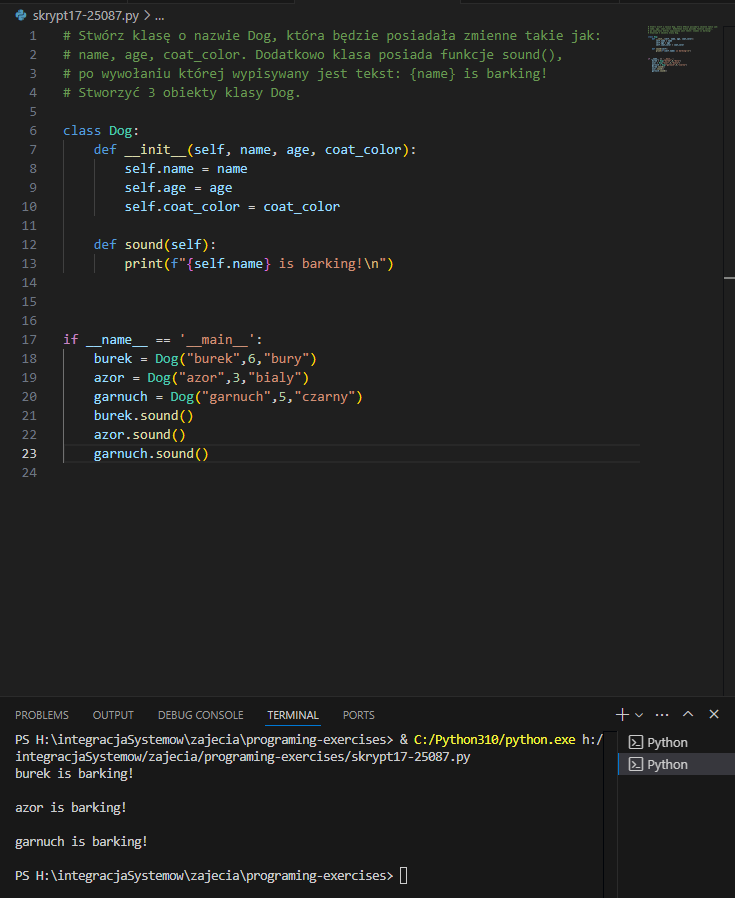 skrypt17-25087.py > ...
1 # Stwórz klasę o nazwie Dog, która będzie posiadała zmienne takie jak:
2 # name, age, coat_color. Dodatkowo klasa posiada funkcje sound(),
3 # po wywołaniu której wypisywany jest tekst: {name} is barking!
4 # Stworzyć 3 obiekty klasy Dog.
5
6 class Dog:
7     def __init__(self, name, age, coat_color):
8         self.name = name
9         self.age = age
10         self.coat_color = coat_color
11
12     def sound(self):
13         print(f"{self.name} is barking!\n")
14
15
16
17 if __name__ == '__main__':
18     burek = Dog("burek",6,"bury")
19     azor = Dog("azor",3,"bialy")
20     garnuch = Dog("garnuch",5,"czarny")
21     burek.sound()
22     azor.sound()
23     garnuch.sound()
24
PROBLEMS OUTPUT DEBUG CONSOLE TERMINAL PORTS
PS H:\integracjaSystemow\zajecia\programing-exercises> & C:/Python310/python.exe h:/
integracjaSystemow/zajecia/programing-exercises/skrypt17-25087.py
burek is barking!

azor is barking!

garnuch is barking!

PS H:\integracjaSystemow\zajecia\programing-exercises>
Python
Python